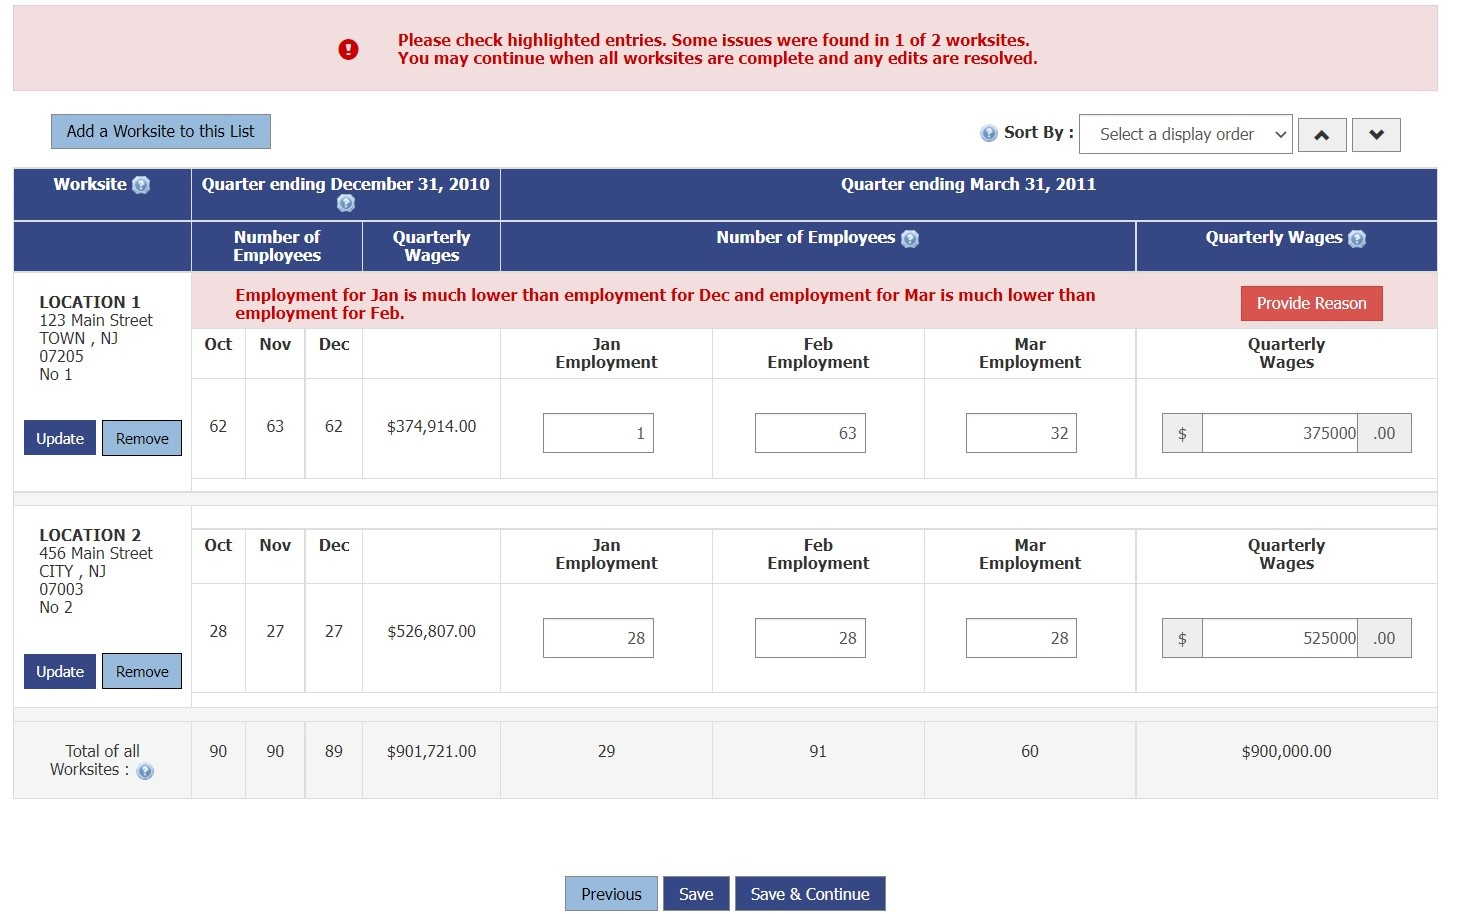 Please check highlighted entries. Some issues were found in 1 of 2 worksites.
You may continue when all worksites are complete and any edits are resolved.
Add a Worksite to this List
Sort By :
Select a display order
Worksite
Quarter ending December 31, 2010
Quarter ending March 31, 2011
Number of
Employees
Quarterly
Wages
Number of Employees
Quarterly Wages
LOCATION 1
123 Main Street
TOWN , NJ
07205
No 1
Update
Remove
Employment for Jan is much lower than employment for Dec and employment for Mar is much lower than
employment for Feb.
Provide Reason
Oct Nov Dec
Jan
Employment
Feb
Employment
Mar
Employment
Quarterly
Wages
62 63 62 $374,914.00 1 63 32 $ 375000 .00
LOCATION 2
456 Main Street
CITY , NJ
07003
No 2
Update
Remove
Oct Nov Dec
Jan
Employment
Feb
Employment
Mar
Employment
Quarterly
Wages
28 27 27 $526,807.00 28 28 28 $ 525000 .00
Total of all
Worksites :
90 90 89 $901,721.00 29 91 60 $900,000.00
Previous
Save
Save & Continue